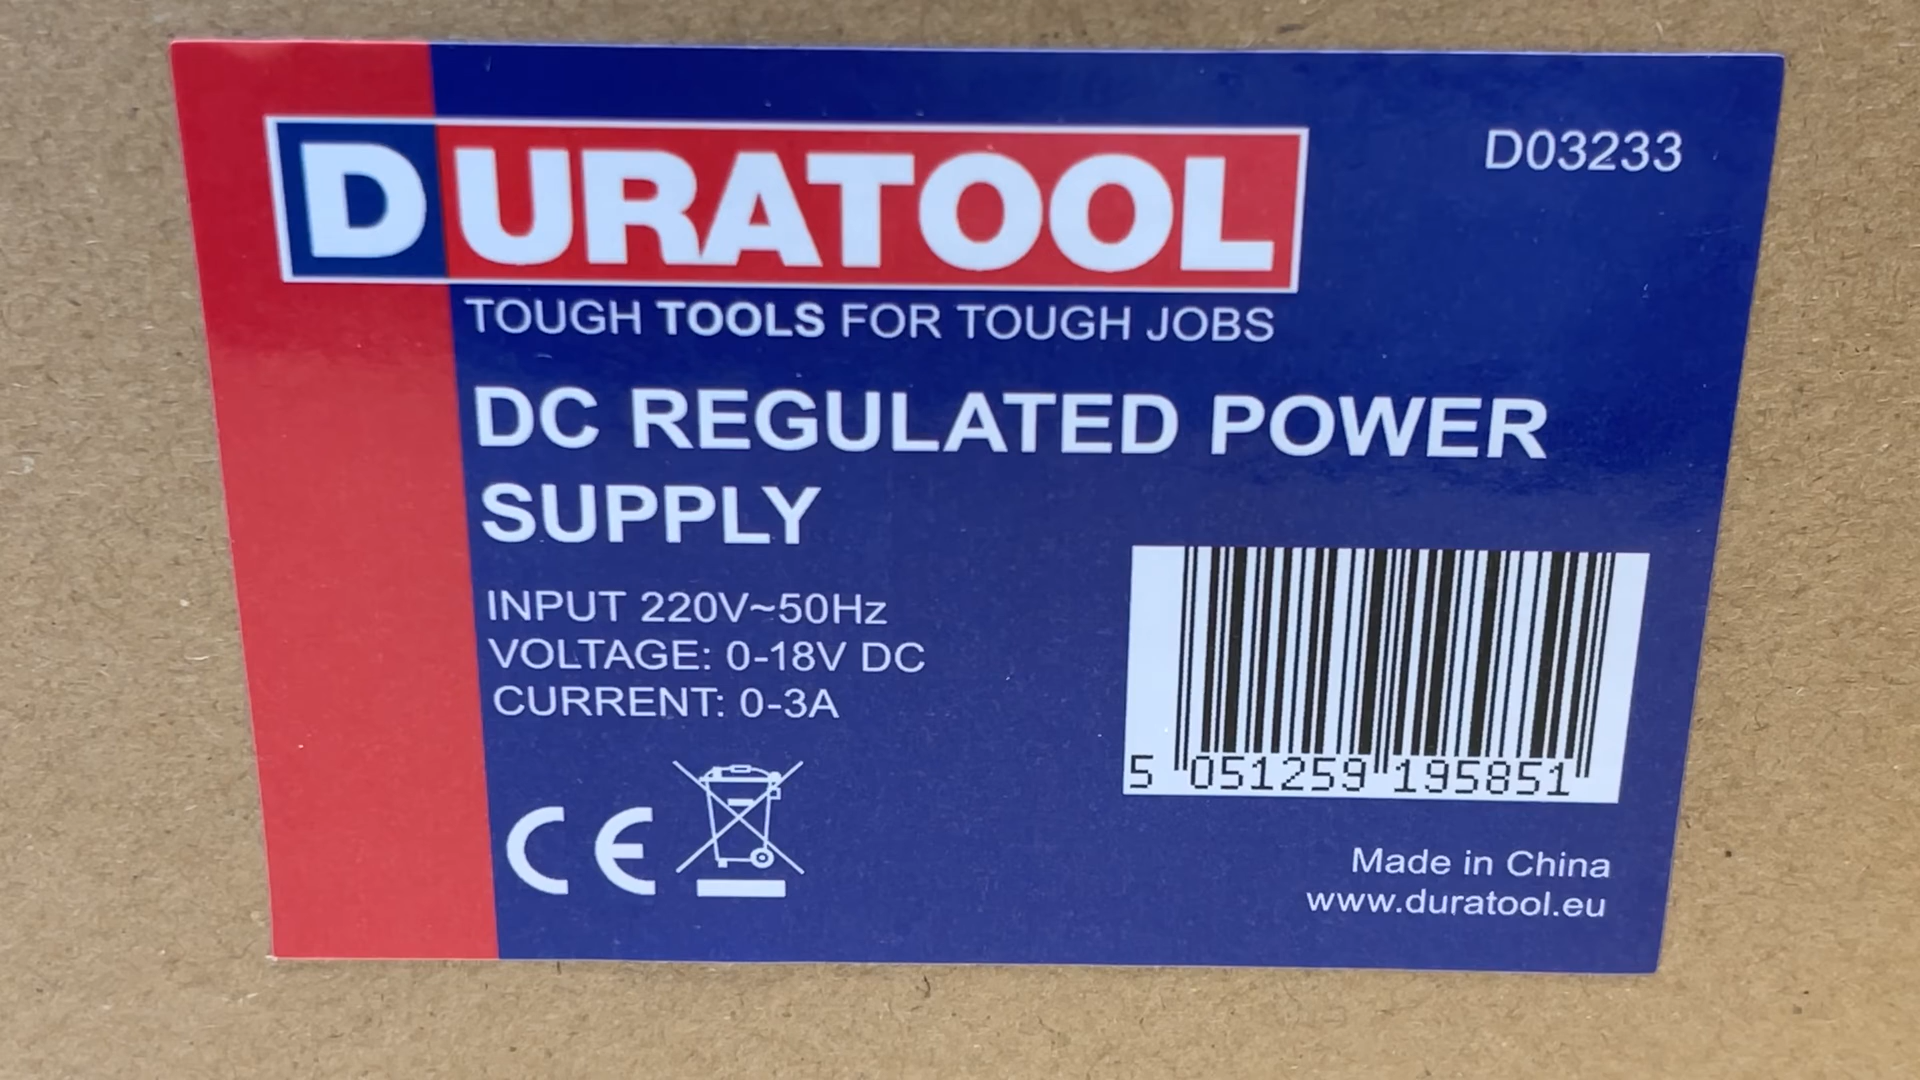 DURATOOL
D03233
TOUGH TOOLS FOR TOUGH JOBS
DC REGULATED POWER
SUPPLY
INPUT 220V~50Hz
VOLTAGE: 0-18V DC
CURRENT: 0-3A
5 051259 195851
CE
Made in China
www.duratool.eu